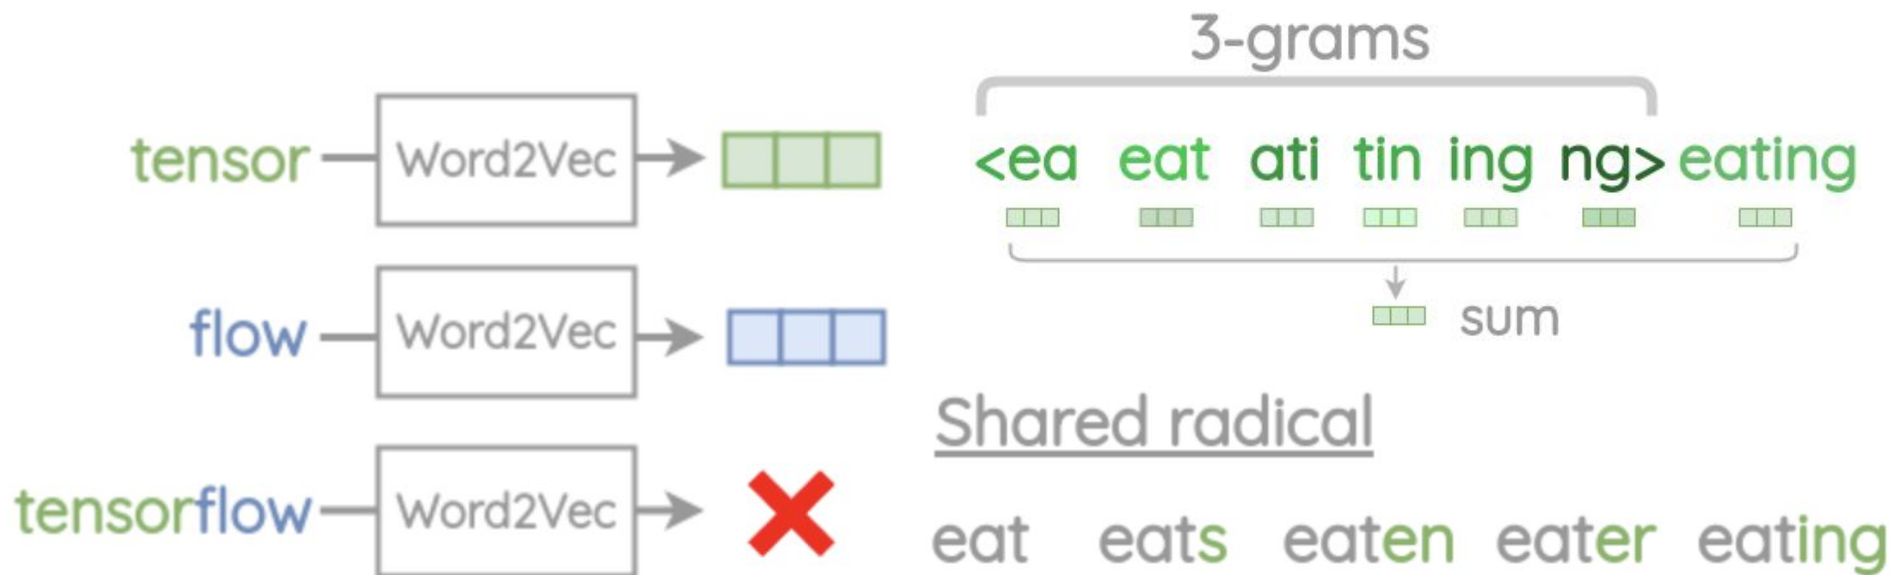 tensor Word2Vec
flow Word2Vec
tensorflow Word2Vec
3-grams
<ea eat ati tin ing ng> eating
sum
Shared radical
eat eats eaten eater eating